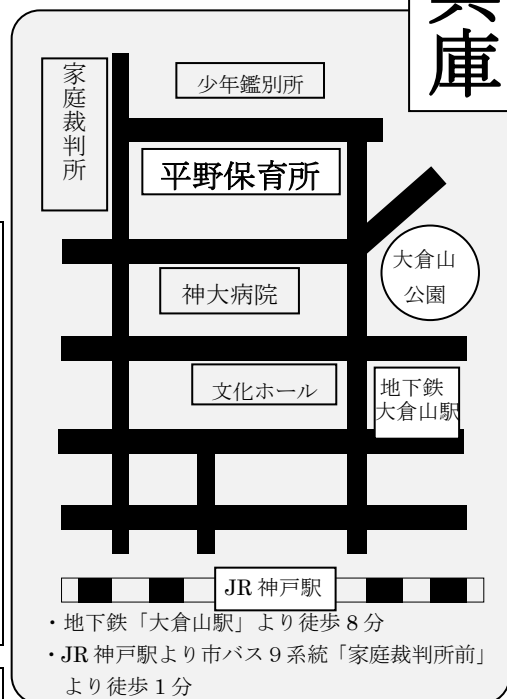 兵庫
家庭裁判所
少年鑑別所
平野保育所
大倉山
公園
神大病院
文化ホール
地下鉄
大倉山駅
JR 神戸駅
・地下鉄「大倉山駅」より徒歩 8 分
・JR 神戸駅より市バス 9 系統「家庭裁判所前」
より徒歩 1 分